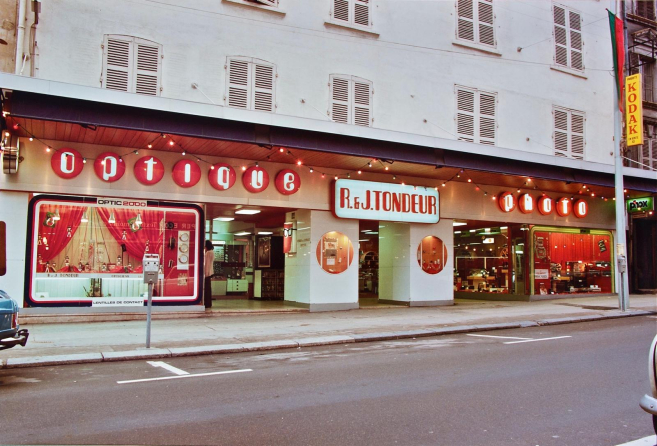 OPTIQUE
R. & J. TONDEUR
PHOTO
KODAK
OPTIC 2000
LENTILLES DE CONTACT